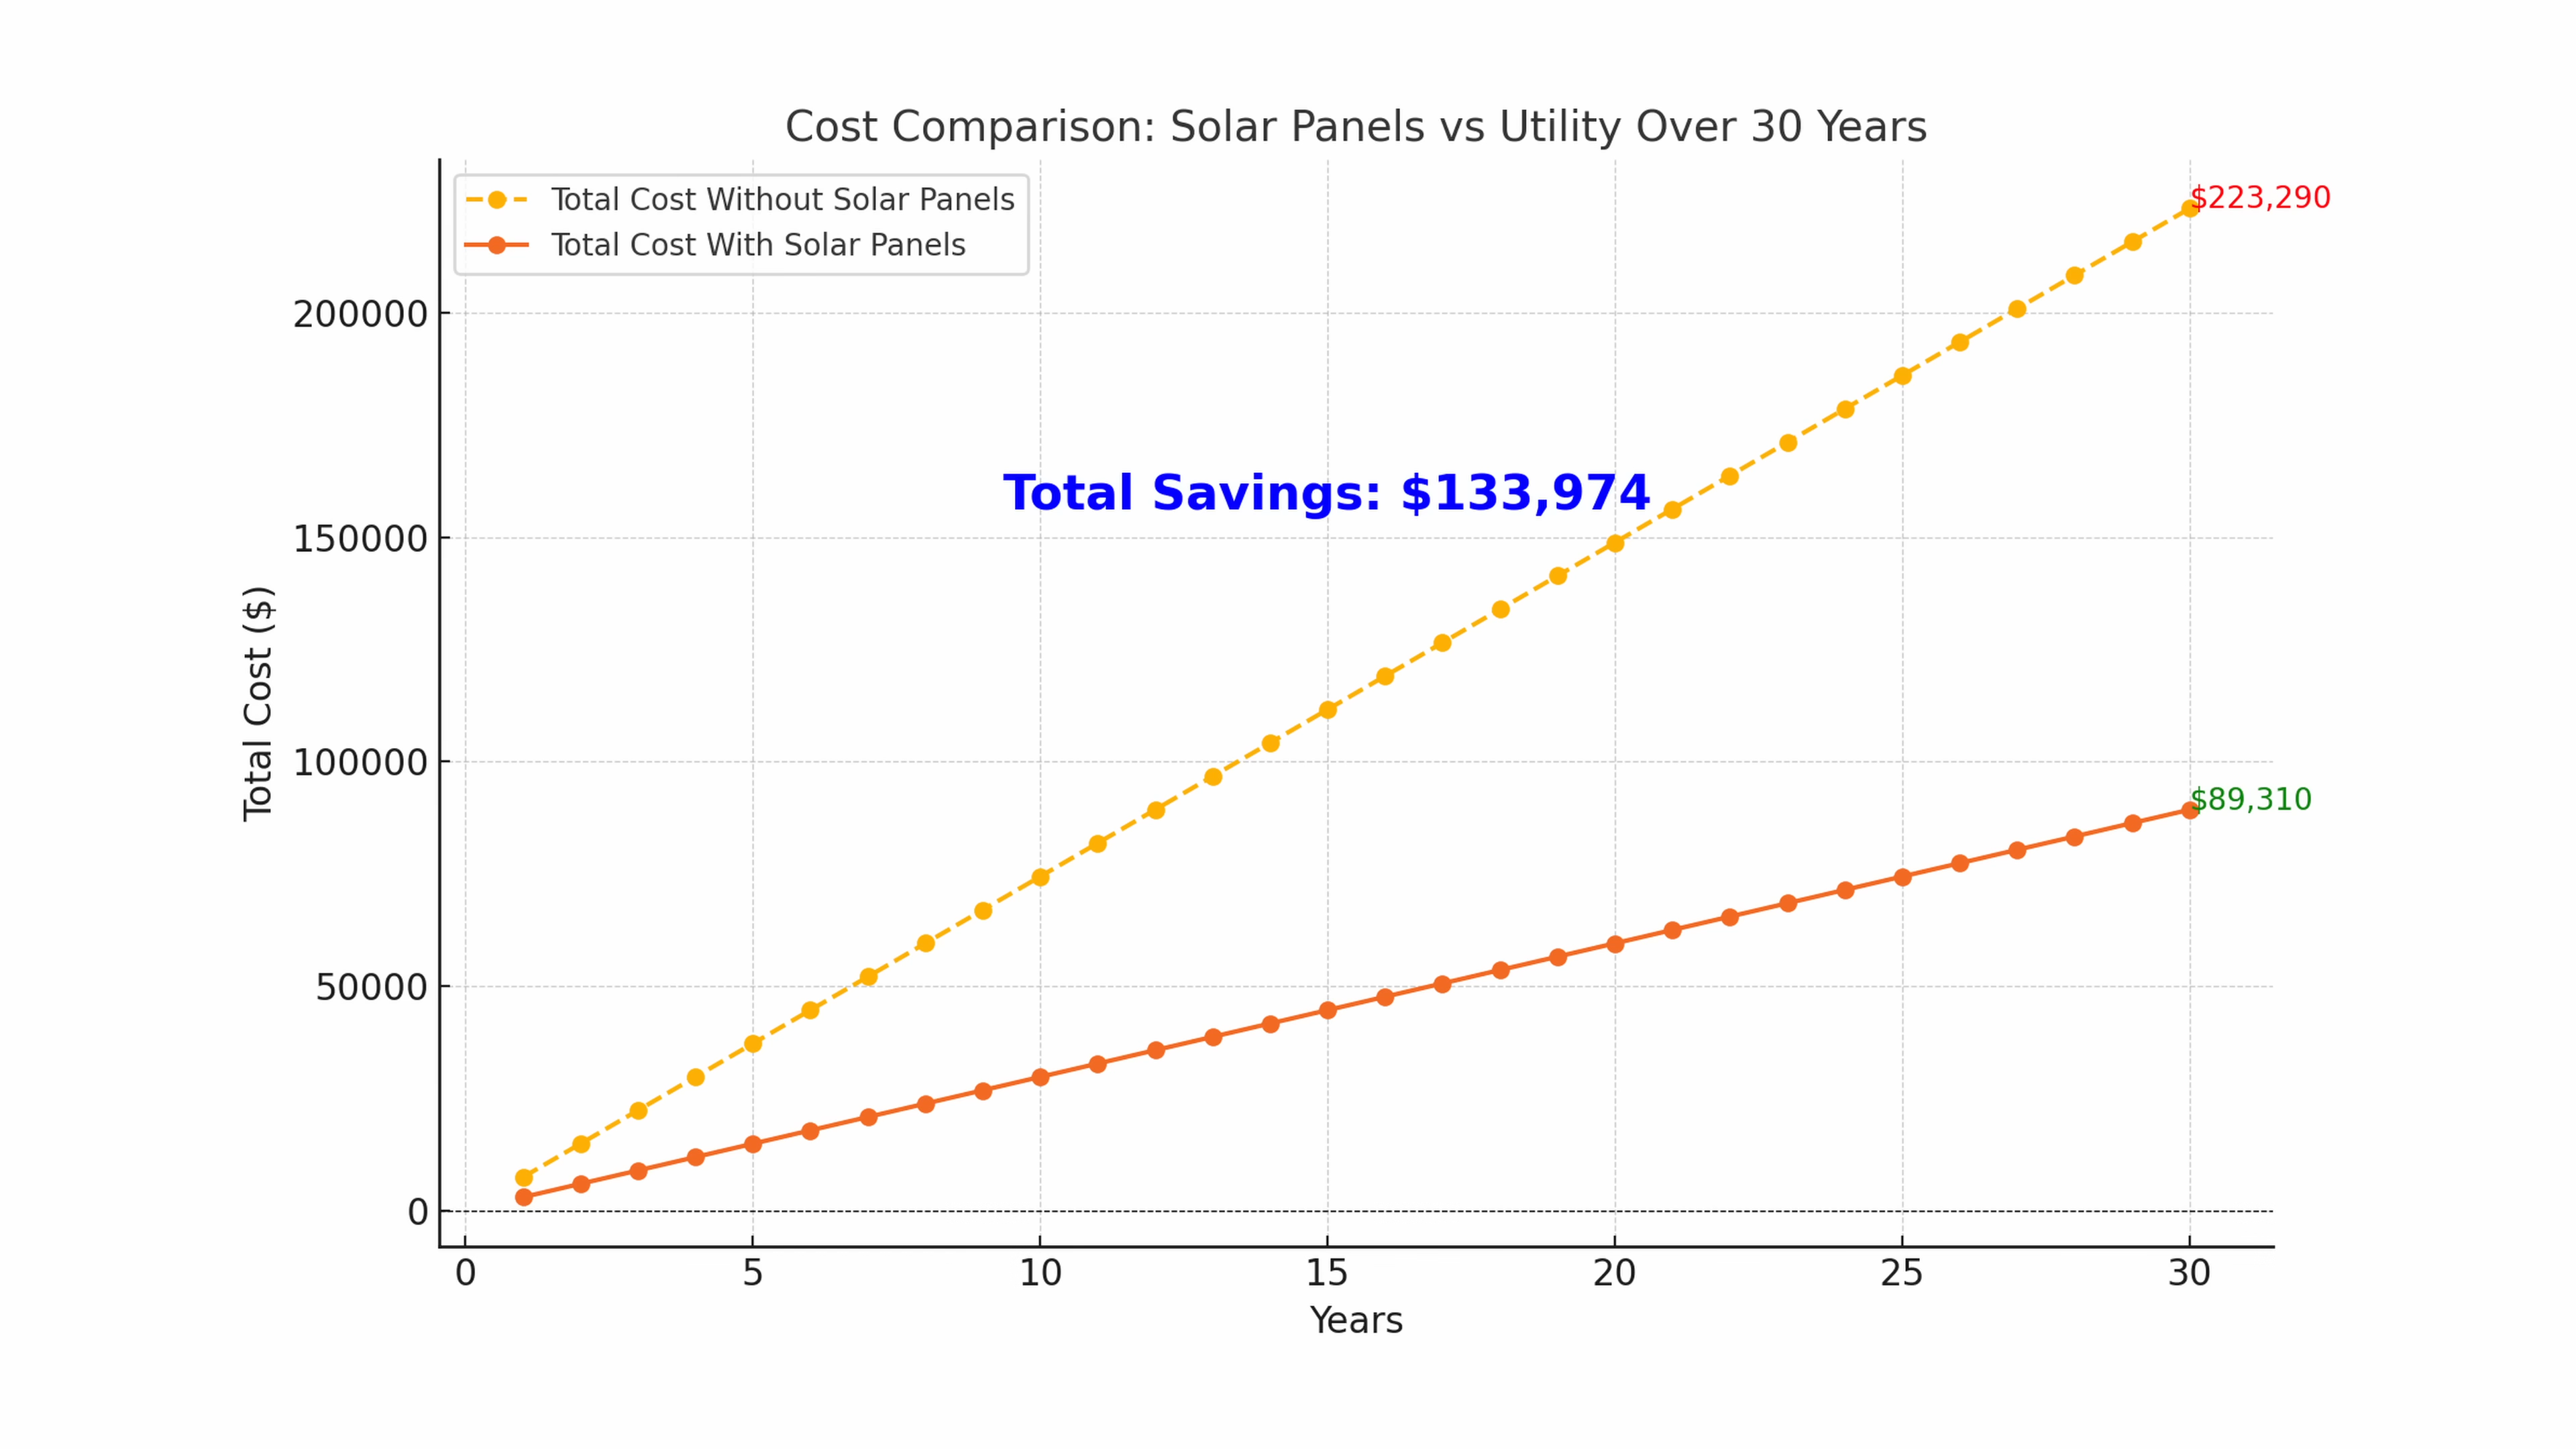 Cost Comparison: Solar Panels vs Utility Over 30 Years
Total Cost Without Solar Panels
Total Cost With Solar Panels
$223,290
200000
Total Savings: $133,974
150000
100000
$89,310
50000
0
Total Cost ($)
0 5 10 15 20 25 30
Years